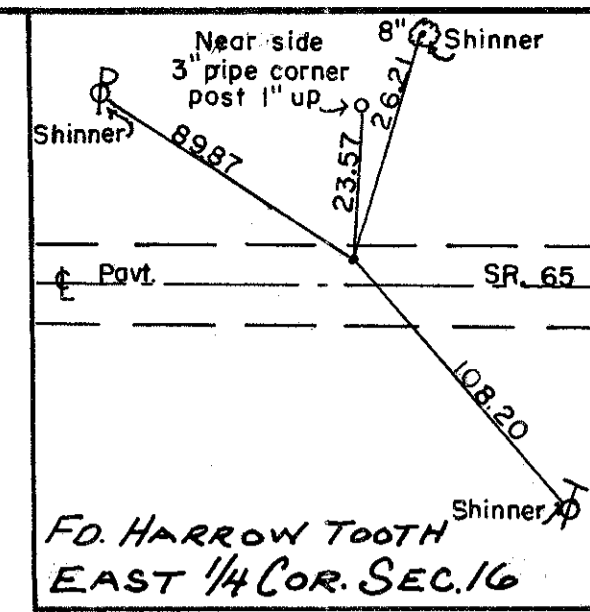 Near side
3" pipe corner
post 1" up
8" Shinner
P
Shinner
89.87
23.57
26.21
℄ Pavt.
SR. 65
108.20
T
Shinner
FD. HARROW TOOTH
EAST 1/4 COR. SEC. 16